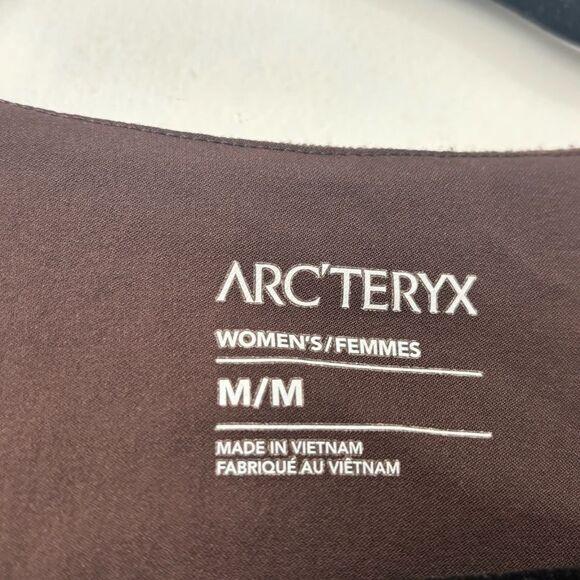 ARC'TERYX
WOMEN'S/FEMMES
M/M
MADE IN VIETNAM
FABRIQUÉ AU VIÊTNAM